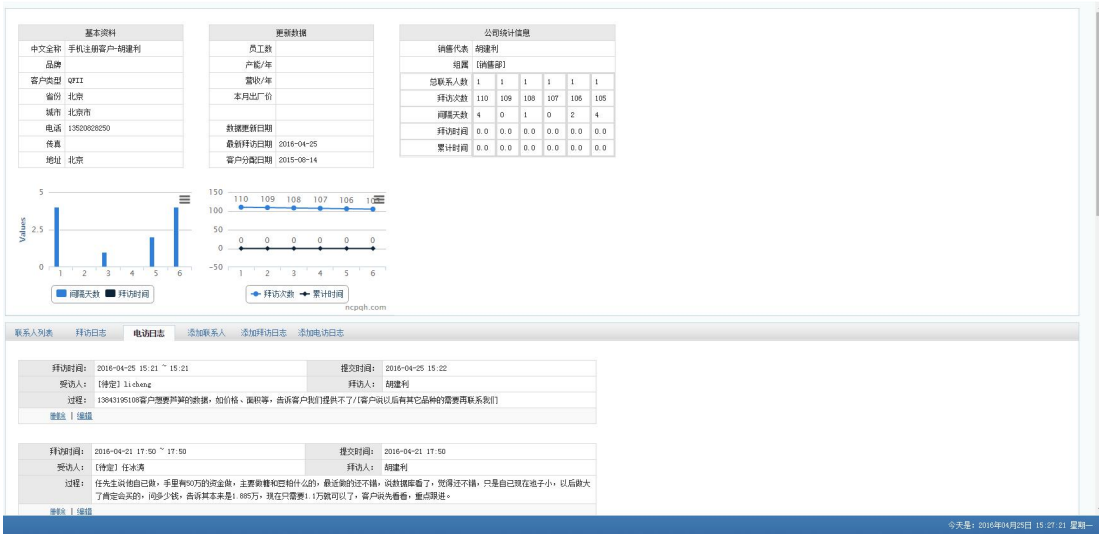 基本资料
中文全称 手机注册客户-胡建利
品牌
客户类型 QFII
省份 北京
城市 北京市
电话 13520828250
传真
地址 北京
更新数据
员工数
产能/年
营收/年
本月出厂价
数据更新日期
最新拜访日期 2016-04-25
客户分配日期 2015-08-14
公司统计信息
销售代表 胡建利
组属 [销售部]
总联系人数 1 1 1 1 1 1
拜访次数 110 109 108 107 106 105
间隔天数 4 0 1 0 2 4
拜访时间 0.0 0.0 0.0 0.0 0.0 0.0
累计时间 0.0 0.0 0.0 0.0 0.0 0.0
5
2.5
0
Values
1 2 3 4 5 6
间隔天数 拜访时间
150
100
50
0
-50
110 109 108 107 106
0 0 0 0 0 0
1 2 3 4 5 6
拜访次数 累计时间
ncpqh.com
联系人列表 拜访日志 电访日志 添加联系人 添加拜访日志 添加电访日志
拜访时间: 2016-04-25 15:21 ~ 15:21 提交时间: 2016-04-25 15:22
受访人: [待定] licheng 拜访人: 胡建利
过程: 13843195108客户想要芦笋的数据，如价格、面积等，告诉客户我们提供不了/[客户说以后有其它品种的需要再联系我们]
删除 | 编辑
拜访时间: 2016-04-21 17:50 ~ 17:50 提交时间: 2016-04-21 17:50
受访人: [待定] 任冰 拜访人: 胡建利
过程: 任先生说他自己做，手里有50万的资金做，主要做糖和豆粕什么的，最近做的还不错，说数据库看了，觉得还不错，只是自己现在池子小，以后做大
了肯定会买的，问多少钱，告诉其本来是1.885万，现在只需要1.1万就可以了，客户说先看看，重点跟进。
删除 | 编辑
今天是：2016年04月25日 15:27:21 星期一